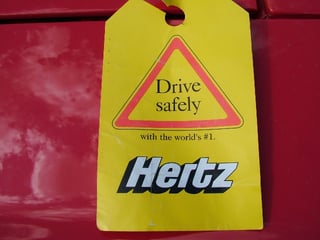 Drive
safely
with the world's #1.
Hertz